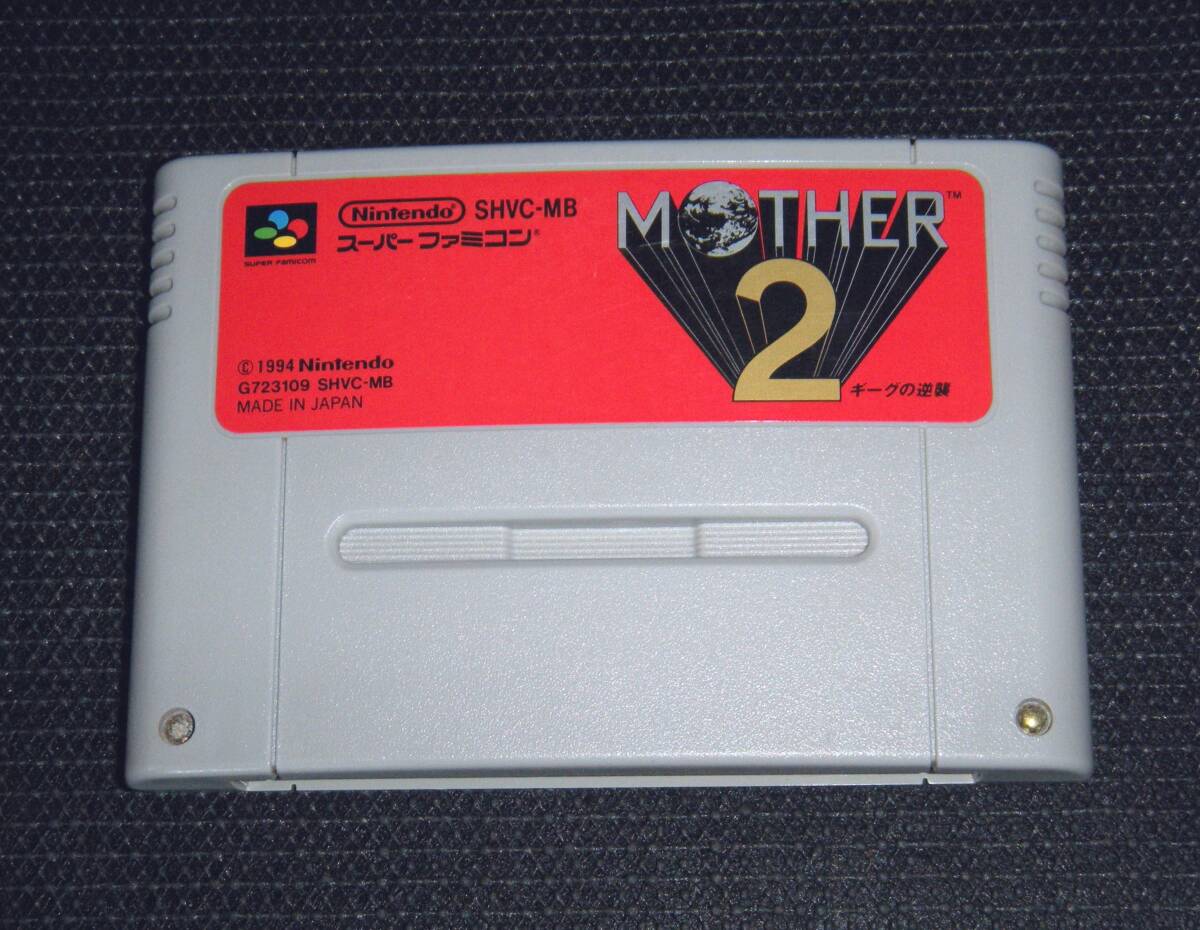 SUPER FAMICOM
Nintendo® SHVC-MB
スーパーファミコン®
MOTHER™
2
ギーグの逆襲
© 1994 Nintendo
G723109 SHVC-MB
MADE IN JAPAN